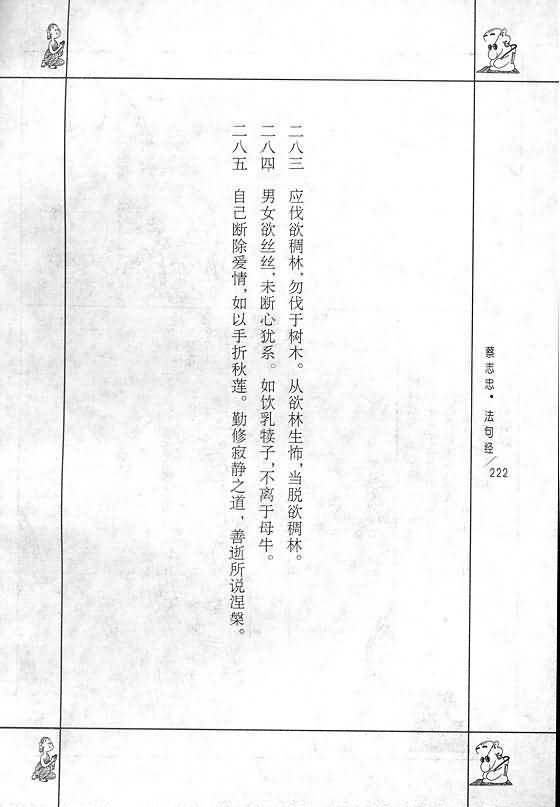 二八三 应伐欲稠林，勿伐于树木。从欲林生怖，当脱欲稠林。
二八四 男女欲丝丝，未断心犹系。如饮乳犊子，不离于母牛。
二八五 自己断除爱情，如以手折秋莲。勤修寂静之道，善逝所说涅槃。
蔡志忠·法句经/222